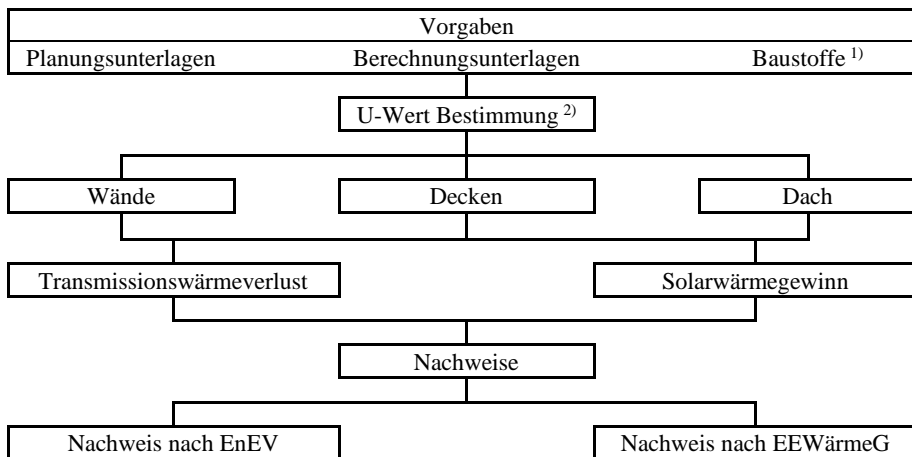 Vorgaben
Planungsunterlagen Berechnungsunterlagen Baustoffe 1)
U-Wert Bestimmung 2)
Wände Decken Dach
Transmissionswärmeverlust Solarwärmegewinn
Nachweise
Nachweis nach EnEV Nachweis nach EEWärmeG